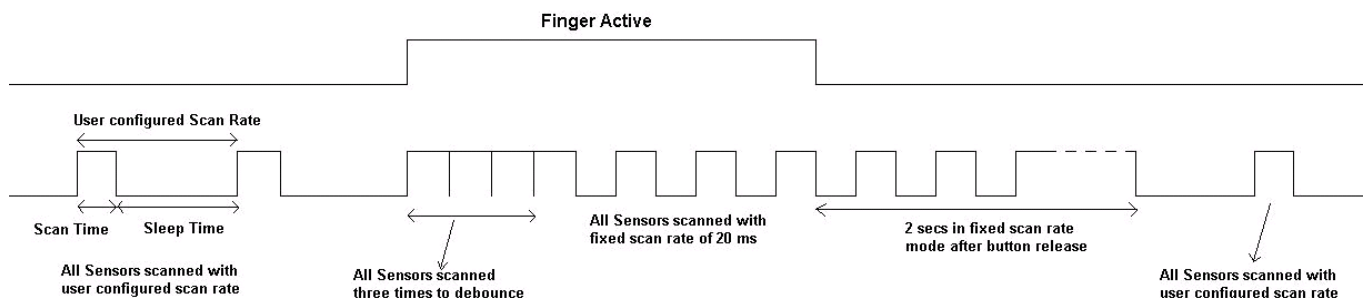 Finger Active
User configured Scan Rate
Scan Time
Sleep Time
All Sensors scanned with
user configured scan rate
All Sensors scanned
three times to debounce
All Sensors scanned with
fixed scan rate of 20 ms
2 secs in fixed scan rate
mode after button release
All Sensors scanned with
user configured scan rate